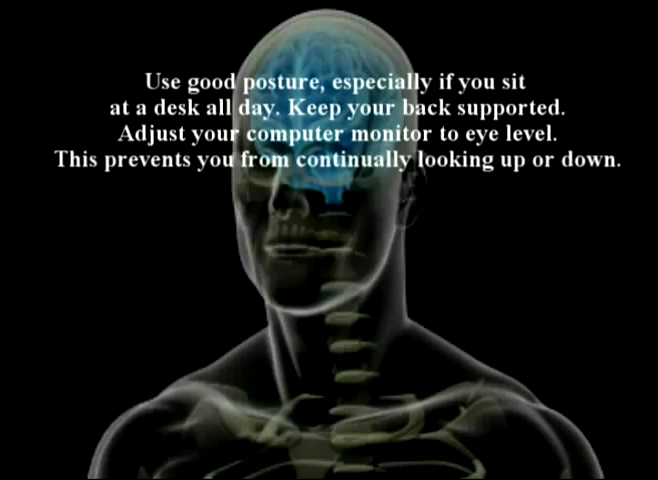 Use good posture, especially if you sit
at a desk all day. Keep your back supported.
Adjust your computer monitor to eye level.
This prevents you from continually looking up or down.